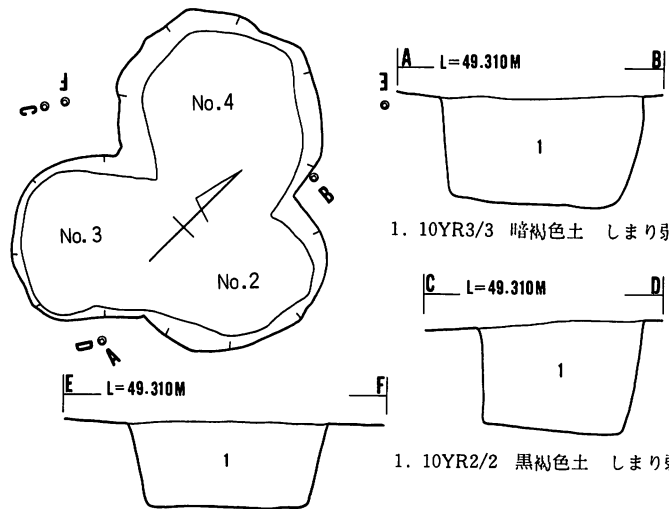 F
C
No.4
E
B
No.3
No.2
D
A
A L=49.310M B
1
1. 10YR3/3 暗褐色土 しまり
C L=49.310M D
1
1. 10YR2/2 黒褐色土 しまり
E L=49.310M F
1